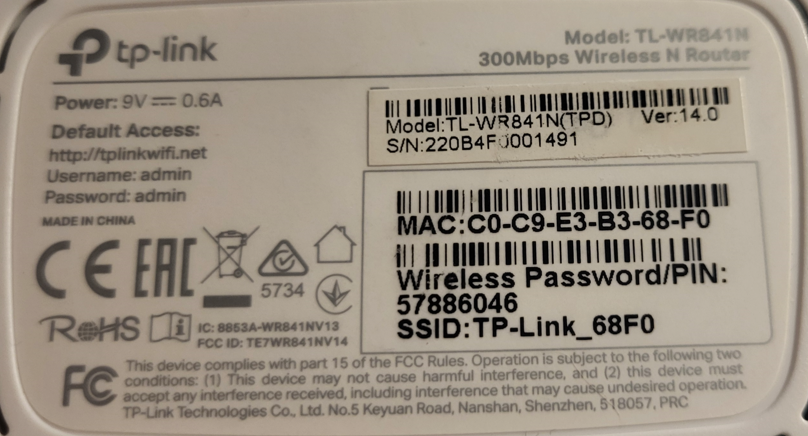 tp-link
Model: TL-WR841N
300Mbps Wireless N Router
Power: 9V 0.6A
Default Access:
http://tplinkwifi.net
Username: admin
Password: admin
MADE IN CHINA
Model:TL-WR841N(TPD) Ver:14.0
S/N:220B4F0001491
MAC:C0-C9-E3-B3-68-F0
Wireless Password/PIN:
57886046
SSID:TP-Link_68F0
CE EAC
5734
RoHS
IC: 8853A-WR841NV13
FCC ID: TE7WR841NV14
FC
This device complies with part 15 of the FCC Rules. Operation is subject to the following two
conditions: (1) This device may not cause harmful interference, and (2) this device must
accept any interference received, including interference that may cause undesired operation.
TP-Link Technologies Co., Ltd. No.5 Keyuan Road, Nanshan, Shenzhen, 518057, PRC